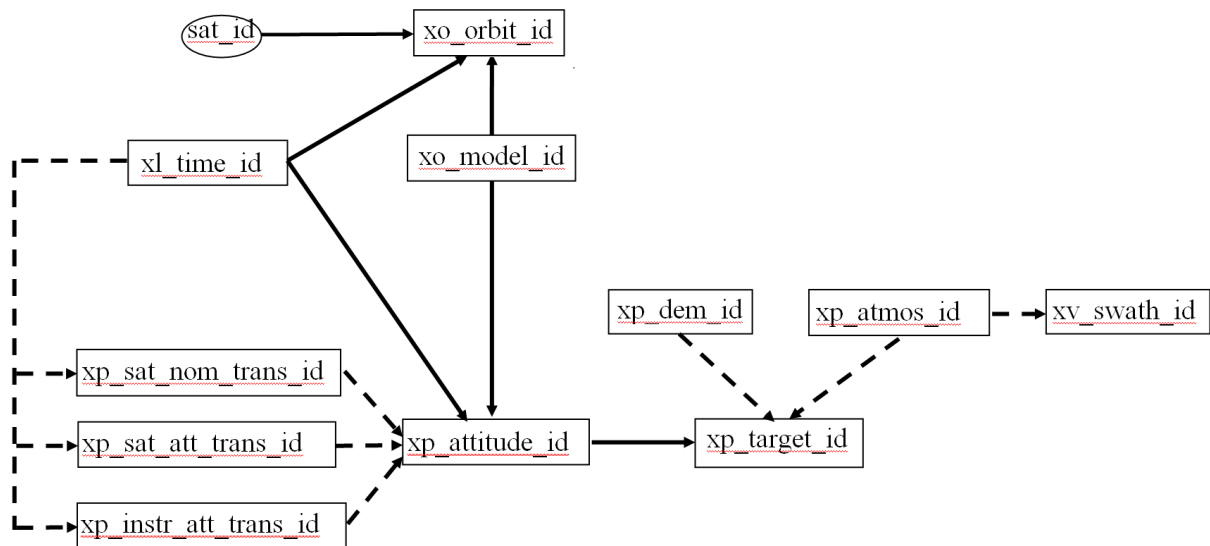 sat_id
xo_orbit_id
xl_time_id
xo_model_id
xp_dem_id
xp_atmos_id
xv_swath_id
xp_sat_nom_trans_id
xp_sat_att_trans_id
xp_attitude_id
xp_target_id
xp_instr_att_trans_id